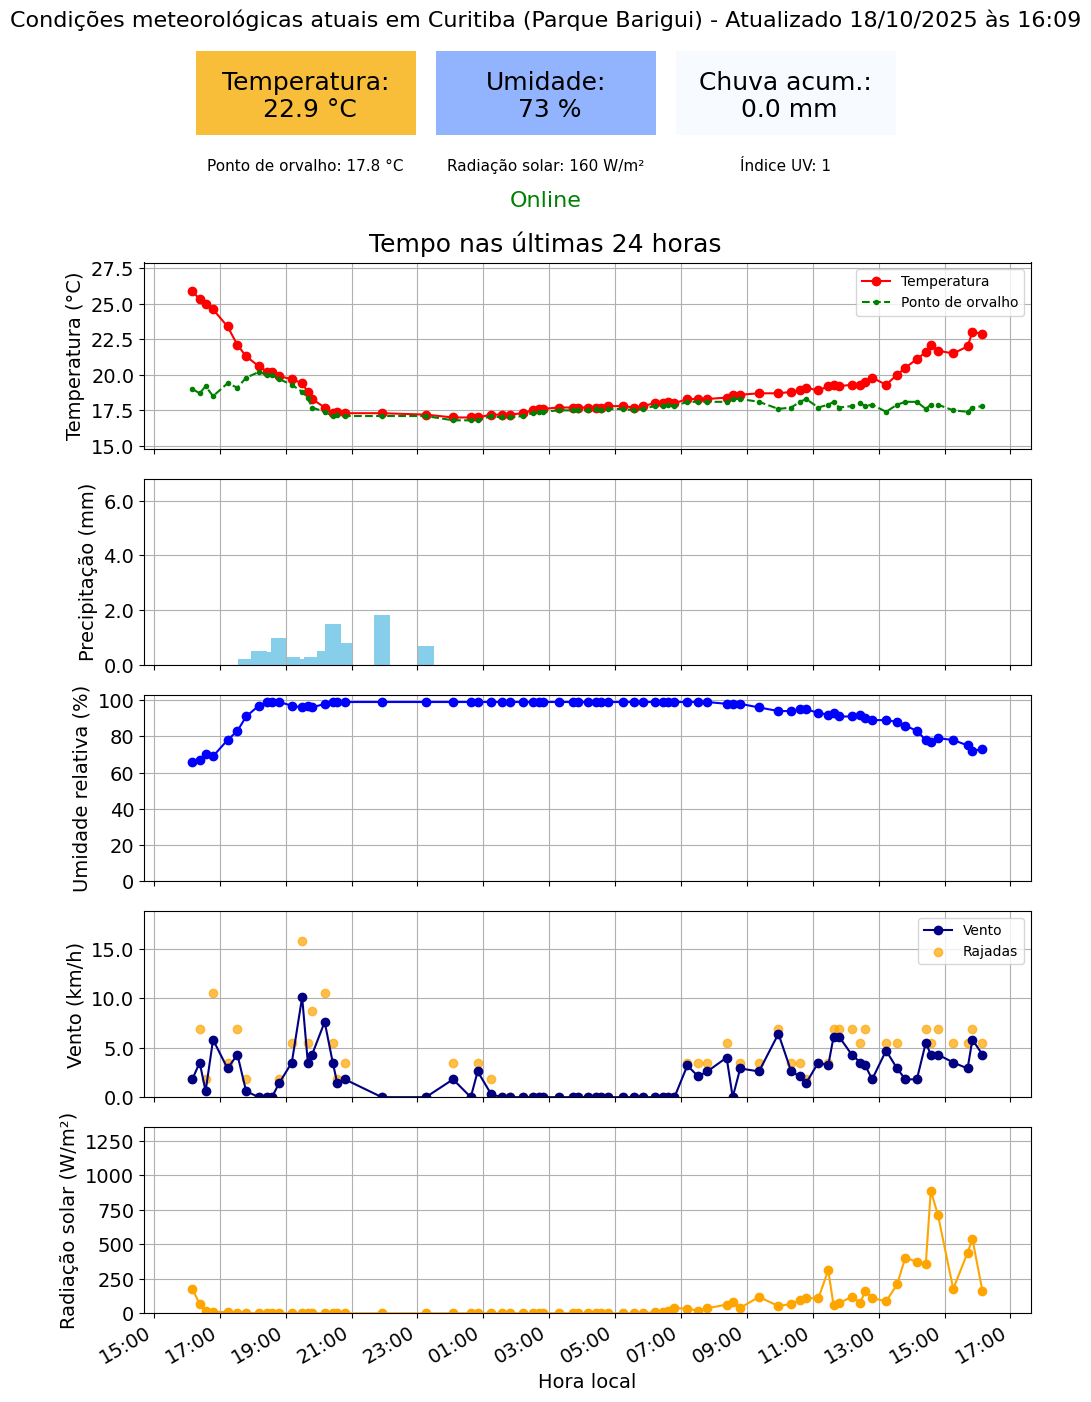 Condições meteorológicas atuais em Curitiba (Parque Barigui) - Atualizado 18/10/2025 às 16:09
Temperatura:
22.9 °C
Umidade:
73 %
Chuva acum.:
0.0 mm
Ponto de orvalho: 17.8 °C
Radiação solar: 160 W/m²
Índice UV: 1
Online
Tempo nas últimas 24 horas
Temperatura (°C)
27.5
25.0
22.5
20.0
17.5
15.0
Temperatura
Ponto de orvalho
Precipitação (mm)
6.0
4.0
2.0
0.0
Umidade relativa (%)
100
80
60
40
20
0
Vento (km/h)
15.0
10.0
5.0
0.0
Vento
Rajadas
Radiação solar (W/m²)
1250
1000
750
500
250
0
15:00
17:00
19:00
21:00
23:00
01:00
03:00
05:00
07:00
09:00
11:00
13:00
15:00
17:00
Hora local